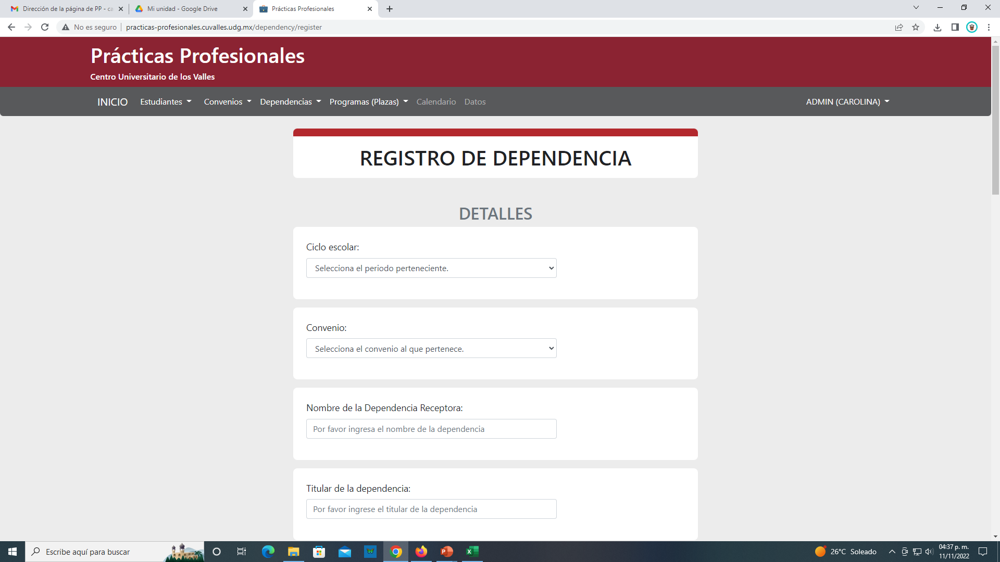 Dirección de la página de PP - ca
Mi unidad - Google Drive
Prácticas Profesionales
No es seguro
practicas-profesionales.cuvalles.udg.mx/dependency/register
Prácticas Profesionales
Centro Universitario de los Valles
INICIO Estudiantes Convenios Dependencias Programas (Plazas) Calendario Datos ADMIN (CAROLINA)
REGISTRO DE DEPENDENCIA
DETALLES
Ciclo escolar:
Selecciona el periodo perteneciente.
Convenio:
Selecciona el convenio al que pertenece.
Nombre de la Dependencia Receptora:
Por favor ingresa el nombre de la dependencia
Titular de la dependencia:
Por favor ingrese el titular de la dependencia
Escribe aquí para buscar
26°C Soleado
04:37 p. m.
11/11/2022